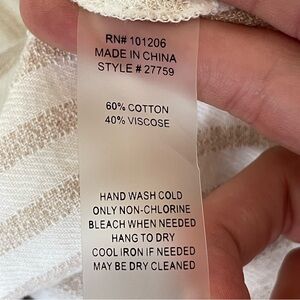 RN# 101206
MADE IN CHINA
STYLE # 27759
60% COTTON
40% VISCOSE
HAND WASH COLD
ONLY NON-CHLORINE
BLEACH WHEN NEEDED
HANG TO DRY
COOL IRON IF NEEDED
MAY BE DRY CLEANED